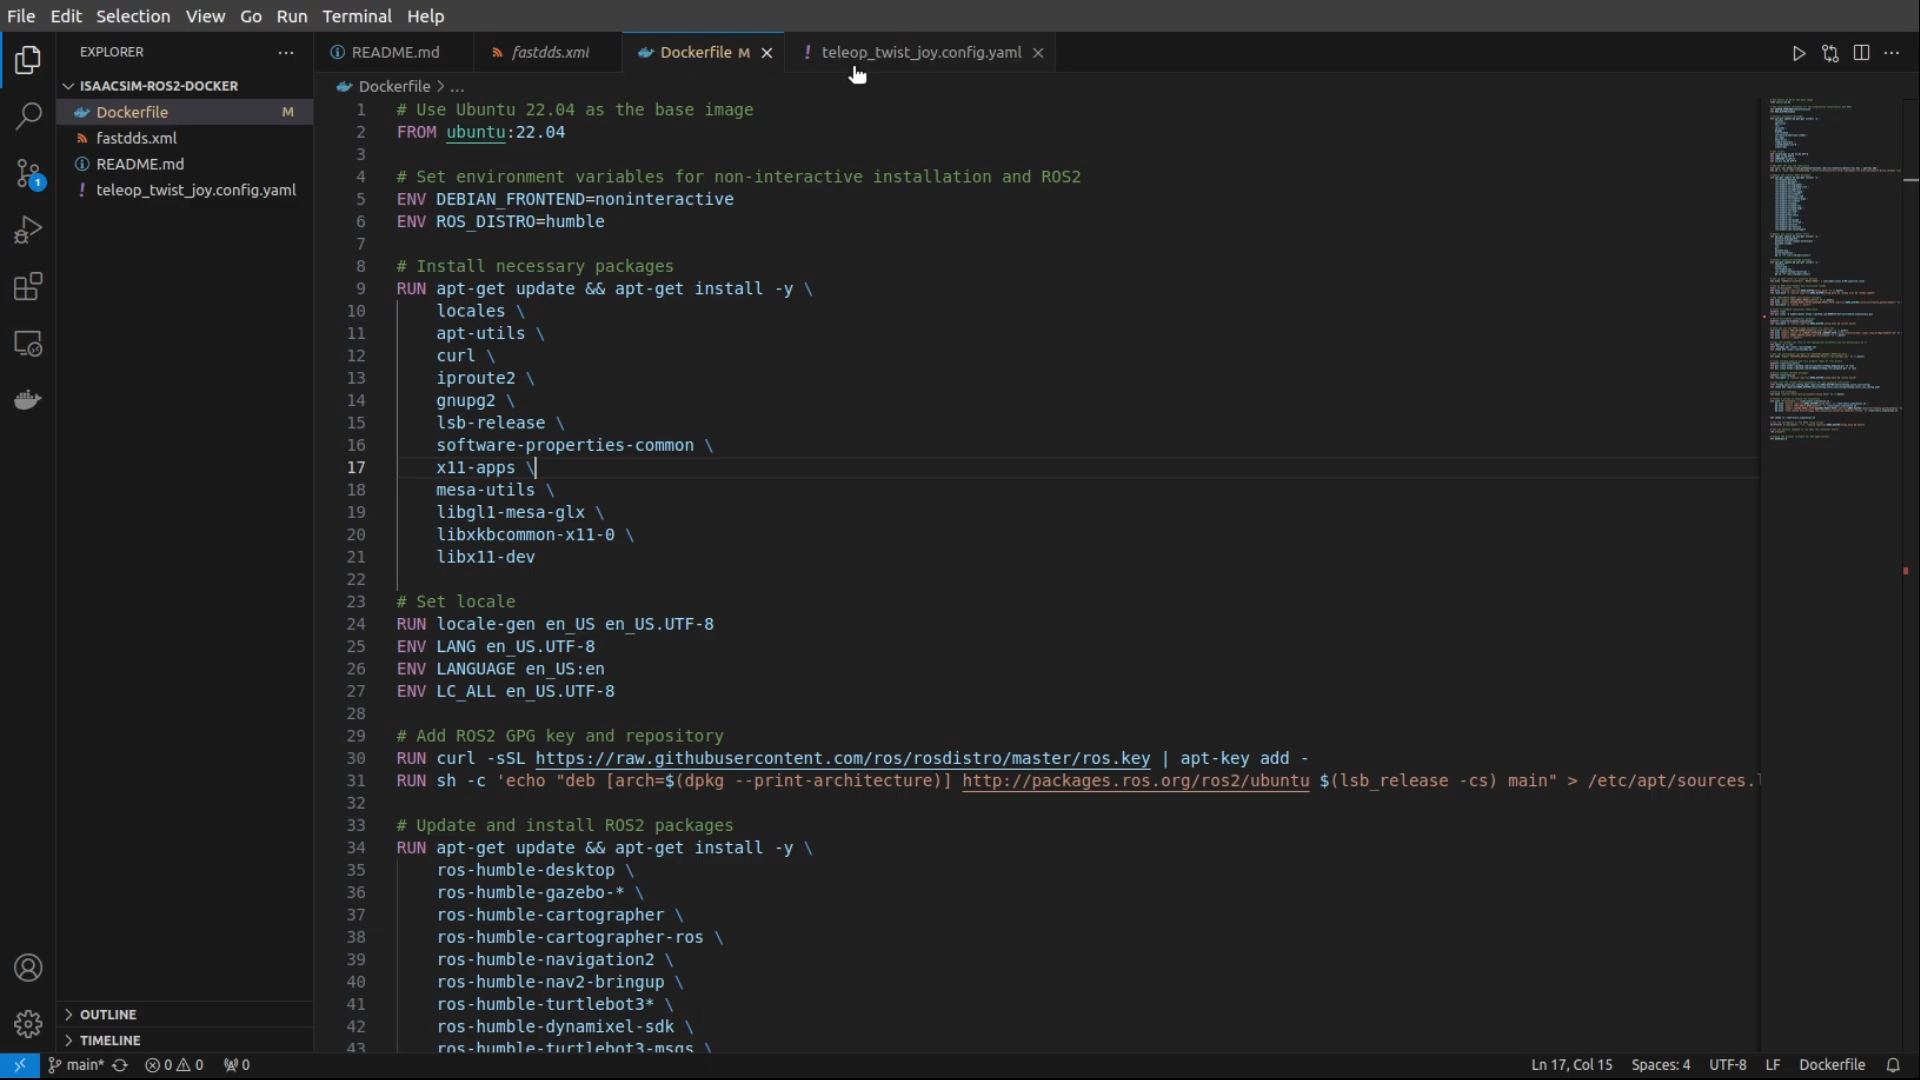 File Edit Selection View Go Run Terminal Help
EXPLORER
README.md
fastdds.xml
Dockerfile M
teleop_twist_joy.config.yaml
ISAACSIM-ROS2-DOCKER
Dockerfile M
fastdds.xml
README.md
teleop_twist_joy.config.yaml
1
OUTLINE
TIMELINE
Dockerfile > ...
1 # Use Ubuntu 22.04 as the base image
2 FROM ubuntu:22.04
3
4 # Set environment variables for non-interactive installation and ROS2
5 ENV DEBIAN_FRONTEND=noninteractive
6 ENV ROS_DISTRO=humble
7
8 # Install necessary packages
9 RUN apt-get update && apt-get install -y \
10 locales \
11 apt-utils \
12 curl \
13 iproute2 \
14 gnupg2 \
15 lsb-release \
16 software-properties-common \
17 x11-apps \
18 mesa-utils \
19 libgl1-mesa-glx \
20 libxkbcommon-x11-0 \
21 libx11-dev
22
23 # Set locale
24 RUN locale-gen en_US en_US.UTF-8
25 ENV LANG en_US.UTF-8
26 ENV LANGUAGE en_US:en
27 ENV LC_ALL en_US.UTF-8
28
29 # Add ROS2 GPG key and repository
30 RUN curl -sSL https://raw.githubusercontent.com/ros/rosdistro/master/ros.key | apt-key add -
31 RUN sh -c 'echo "deb [arch=$(dpkg --print-architecture)] http://packages.ros.org/ros2/ubuntu $(lsb_release -cs) main" > /etc/apt/sources.
32
33 # Update and install ROS2 packages
34 RUN apt-get update && apt-get install -y \
35 ros-humble-desktop \
36 ros-humble-gazebo-* \
37 ros-humble-cartographer \
38 ros-humble-cartographer-ros \
39 ros-humble-navigation2 \
40 ros-humble-nav2-bringup \
41 ros-humble-turtlebot3* \
42 ros-humble-dynamixel-sdk \
43 ros-humble-turtlebot3-msgs \
main* 0 0 0
Ln 17, Col 15 Spaces: 4 UTF-8 LF Dockerfile